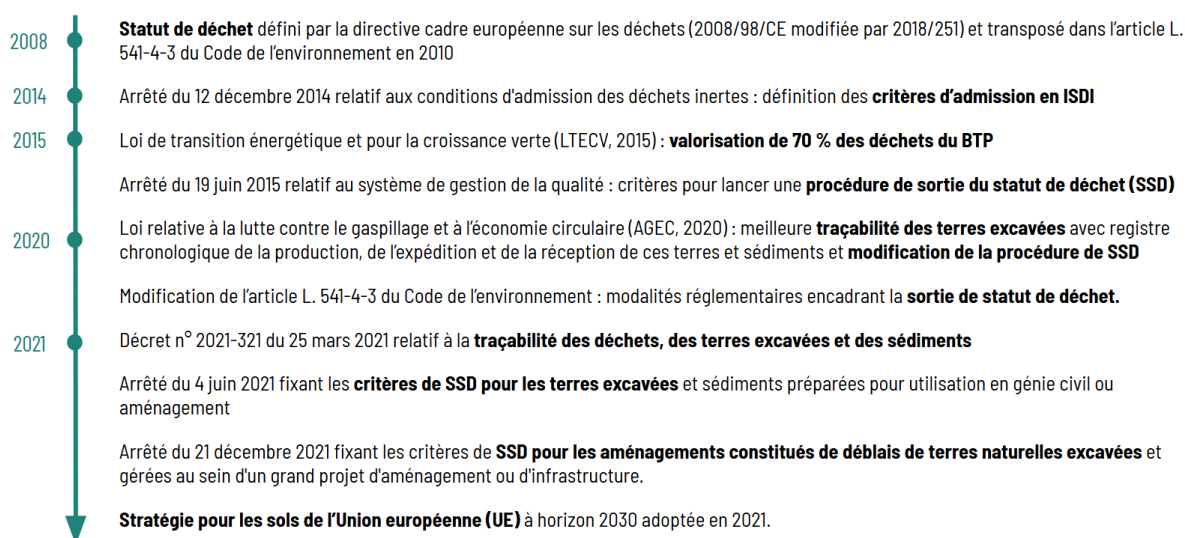 2008
Statut de déchet défini par la directive cadre européenne sur les déchets (2008/98/CE modifiée par 2018/251) et transposé dans l'article L.
541-4-3 du Code de l'environnement en 2010
2014
Arrêté du 12 décembre 2014 relatif aux conditions d'admission des déchets inertes : définition des critères d'admission en ISDI
2015
Loi de transition énergétique et pour la croissance verte (LTECV, 2015) : valorisation de 70 % des déchets du BTP
Arrêté du 19 juin 2015 relatif au système de gestion de la qualité : critères pour lancer une procédure de sortie du statut de déchet (SSD)
2020
Loi relative à la lutte contre le gaspillage et à l'économie circulaire (AGEC, 2020) : meilleure traçabilité des terres excavées avec registre
chronologique de la production, de l'expédition et de la réception de ces terres et sédiments et modification de la procédure de SSD
Modification de l'article L. 541-4-3 du Code de l'environnement : modalités réglementaires encadrant la sortie de statut de déchet.
2021
Décret n° 2021-321 du 25 mars 2021 relatif à la traçabilité des déchets, des terres excavées et des sédiments
Arrêté du 4 juin 2021 fixant les critères de SSD pour les terres excavées et sédiments préparées pour utilisation en génie civil ou
aménagement
Arrêté du 21 décembre 2021 fixant les critères de SSD pour les aménagements constitués de déblais de terres naturelles excavées et
gérées au sein d'un grand projet d'aménagement ou d'infrastructure.
Stratégie pour les sols de l'Union européenne (UE) à horizon 2030 adoptée en 2021.